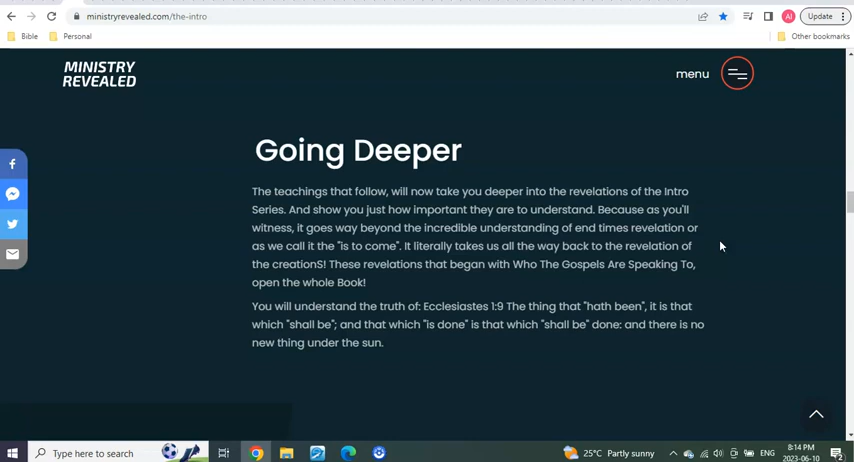 ministryrevealed.com/the-intro
AI
Update
Bible
Personal
Other bookmarks
MINISTRY
REVEALED
menu
Going Deeper
The teachings that follow, will now take you deeper into the revelations of the Intro
Series. And show you just how important they are to understand. Because as you'll
witness, it goes way beyond the incredible understanding of end times revelation or
as we call it the "is to come". It literally takes us all the way back to the revelation of
the creationS! These revelations that began with Who The Gospels Are Speaking To,
open the whole Book!
You will understand the truth of: Ecclesiastes 1:9 The thing that "hath been", it is that
which "shall be"; and that which "is done" is that which "shall be" done: and there is no
new thing under the sun.
Type here to search
25°C Partly sunny
ENG
8:14 PM
2023-06-10
2